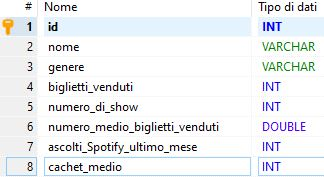 # Nome Tipo di dati
1 id INT
2 nome VARCHAR
3 genere VARCHAR
4 biglietti_venduti INT
5 numero_di_show INT
6 numero_medio_biglietti_venduti DOUBLE
7 ascolti_Spotify_ultimo_mese INT
8 cachet_medio INT